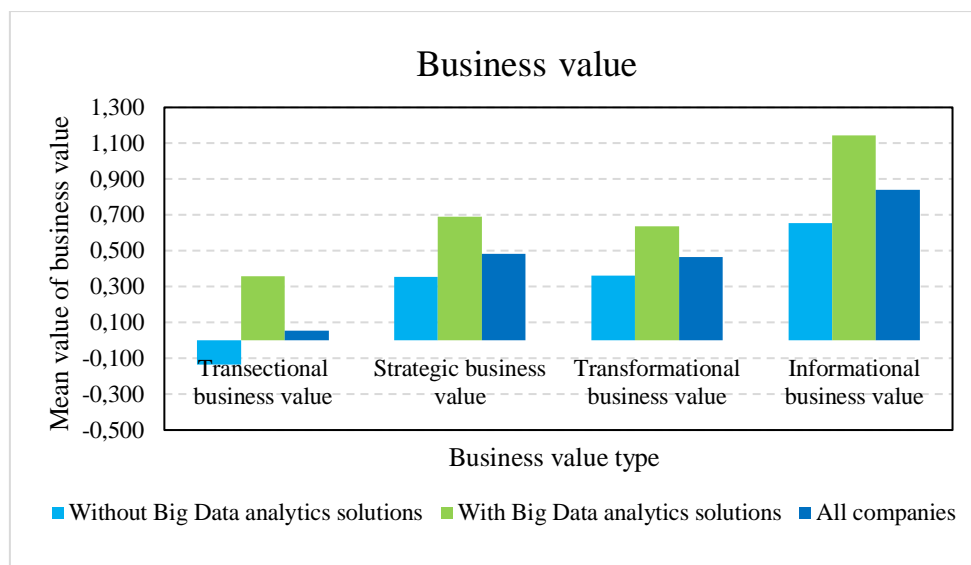 Business value
Mean value of business value
1,300
1,100
0,900
0,700
0,500
0,300
0,100
-0,100
-0,300
-0,500
Transectional
business value
Strategic business
value
Transformational
business value
Informational
business value
Business value type
Without Big Data analytics solutions
With Big Data analytics solutions
All companies